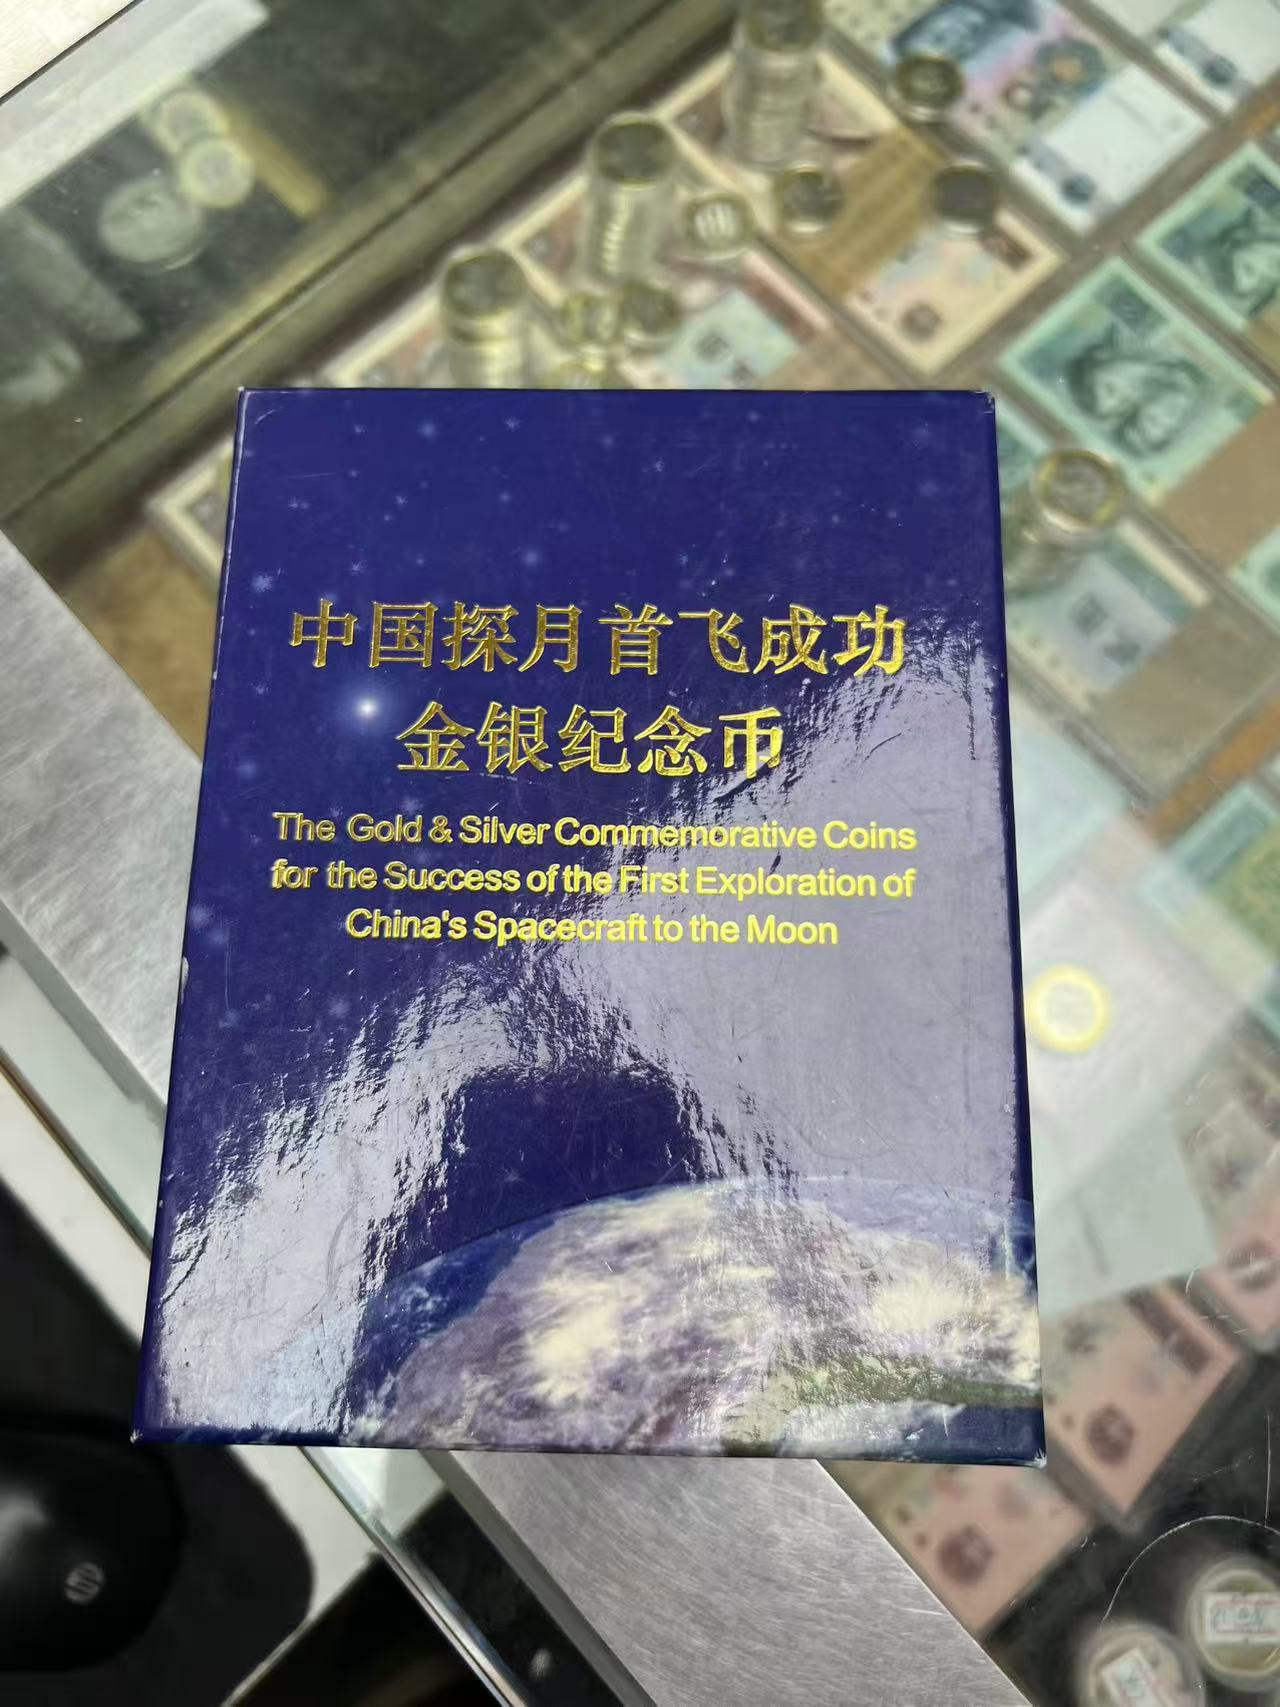 中国探月首飞成功
金银纪念币
The Gold & Silver Commemorative Coins
for the Success of the First Exploration of
China's Spacecraft to the Moon